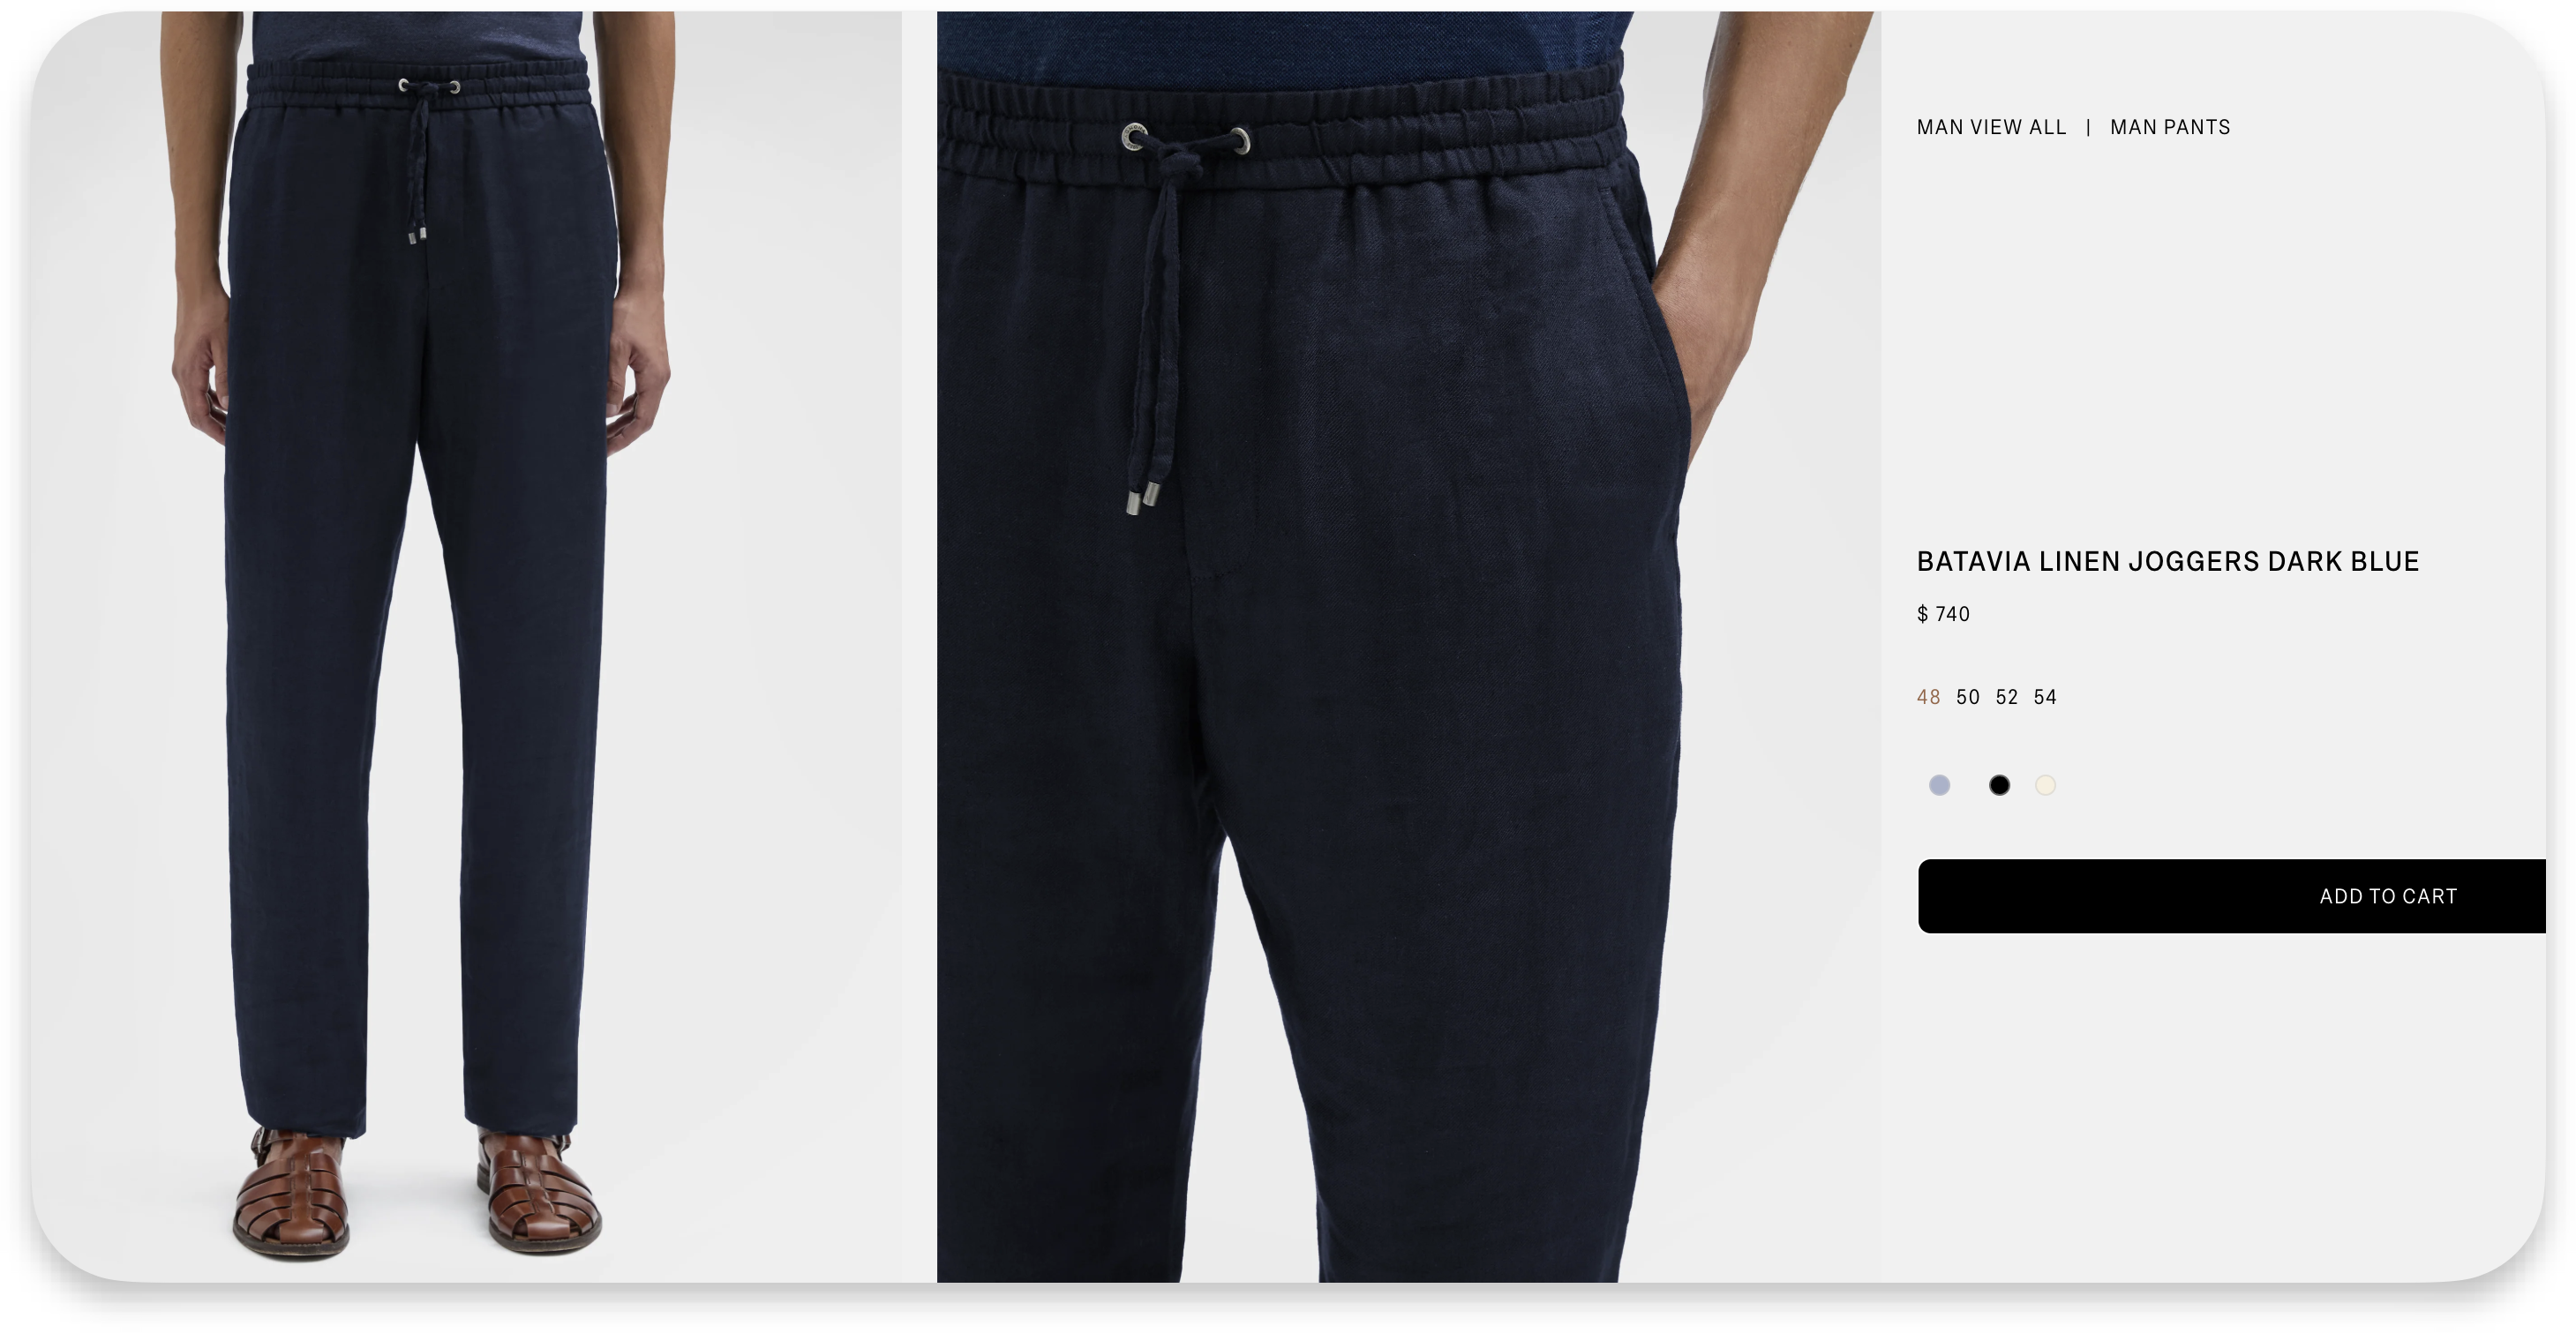 MAN VIEW ALL | MAN PANTS
BATAVIA LINEN JOGGERS DARK BLUE
$ 740
48 50 52 54
ADD TO CART